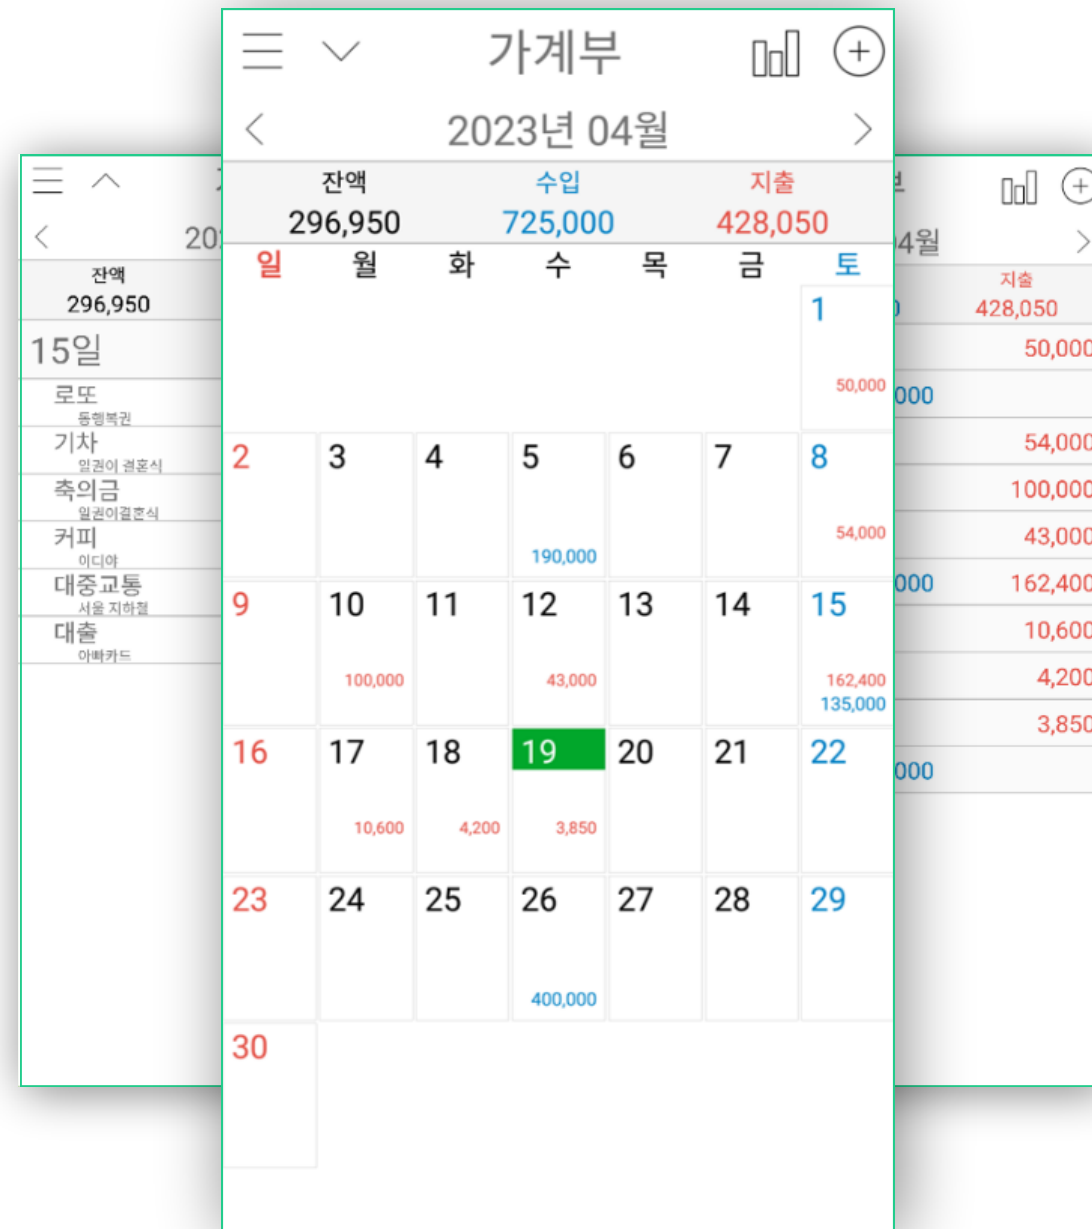 가계부
2023년 04월
잔액 수입 지출
296,950 725,000 428,050
일 월 화 수 목 금 토
1
50,000
2 3 4 5 6 7 8
54,000
190,000
9 10 11 12 13 14 15
100,000 43,000 162,400
135,000
16 17 18 19 20 21 22
10,600 4,200 3,850
23 24 25 26 27 28 29
400,000
30
잔액
296,950
15일
로또
동행복권
기차
일권이 결혼식
축의금
일권이결혼식
커피
이디야
대중교통
서울 지하철
대출
아빠카드
04월
지출
428,050
50,000
000
54,000
100,000
43,000
000 162,400
10,600
4,200
3,850
000